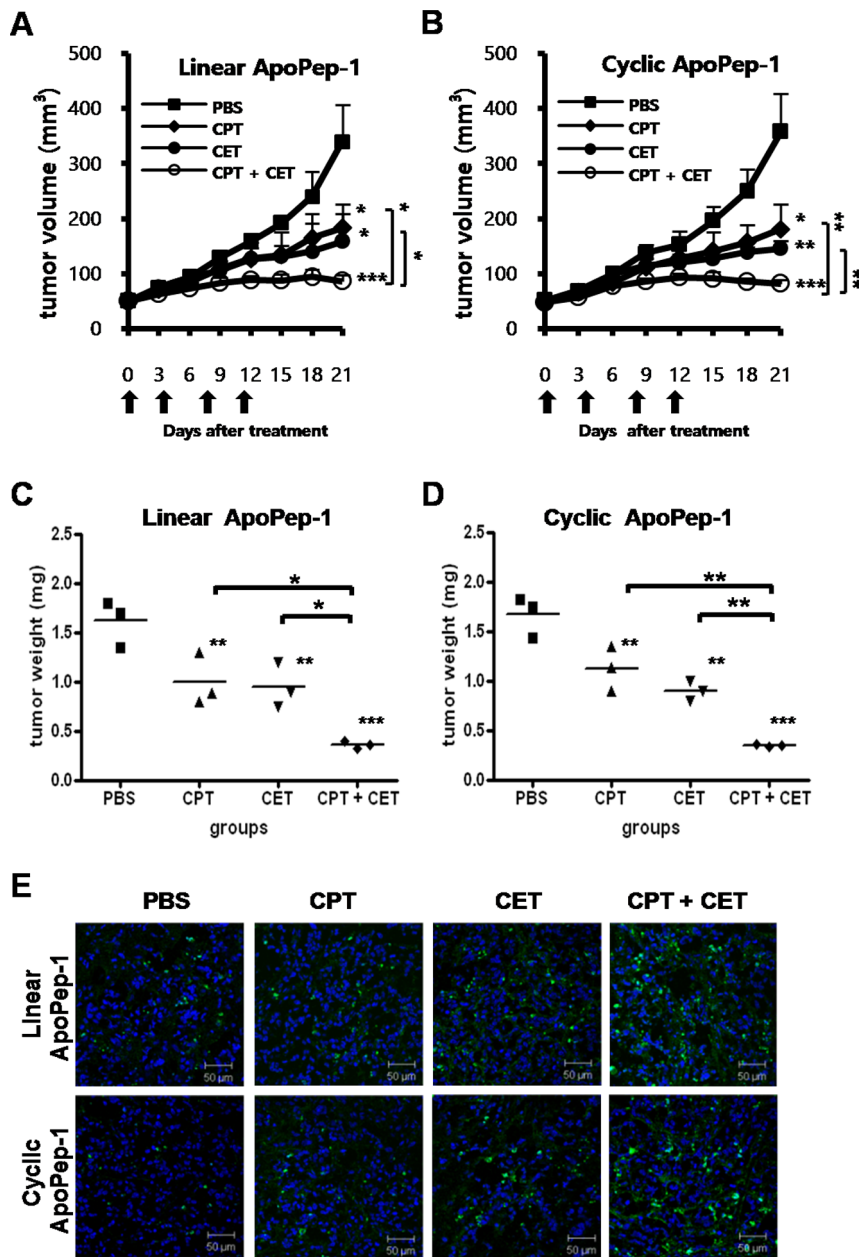 A
Linear ApoPep-1
tumor volume (mm³)
500
400
300
200
100
0
PBS
CPT
CET
CPT + CET
*
*
***
*
*
0 3 6 9 12 15 18 21
Days after treatment
B
Cyclic ApoPep-1
tumor volume (mm³)
500
400
300
200
100
0
PBS
CPT
CET
CPT + CET
*
**
***
**
**
0 3 6 9 12 15 18 21
Days after treatment
C
Linear ApoPep-1
tumor weight (mg)
2.5
2.0
1.5
1.0
0.5
0.0
*
*
**
**
***
PBS CPT CET CPT + CET
groups
D
Cyclic ApoPep-1
tumor weight (mg)
2.5
2.0
1.5
1.0
0.5
0.0
**
**
**
**
***
PBS CPT CET CPT + CET
groups
E
PBS CPT CET CPT + CET
Linear
ApoPep-1
50 µm 50 µm 50 µm 50 µm
Cyclic
ApoPep-1
50 µm 50 µm 50 µm 50 µm